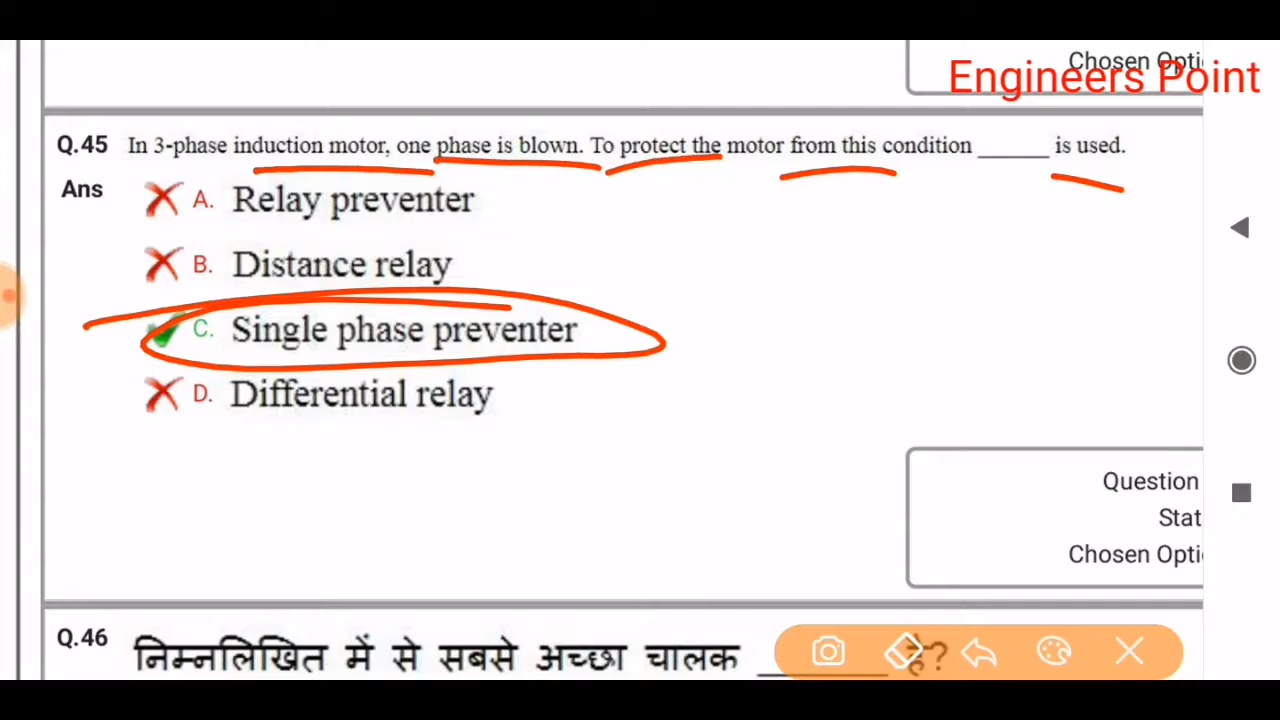 Chosen Opti
Engineers Point
Q.45 In 3-phase induction motor, one phase is blown. To protect the motor from this condition ______ is used.
Ans
A. Relay preventer
B. Distance relay
C. Single phase preventer
D. Differential relay
Question
Stat
Chosen Opti
Q.46 निम्नलिखित में से सबसे अच्छा चालक ______ है?